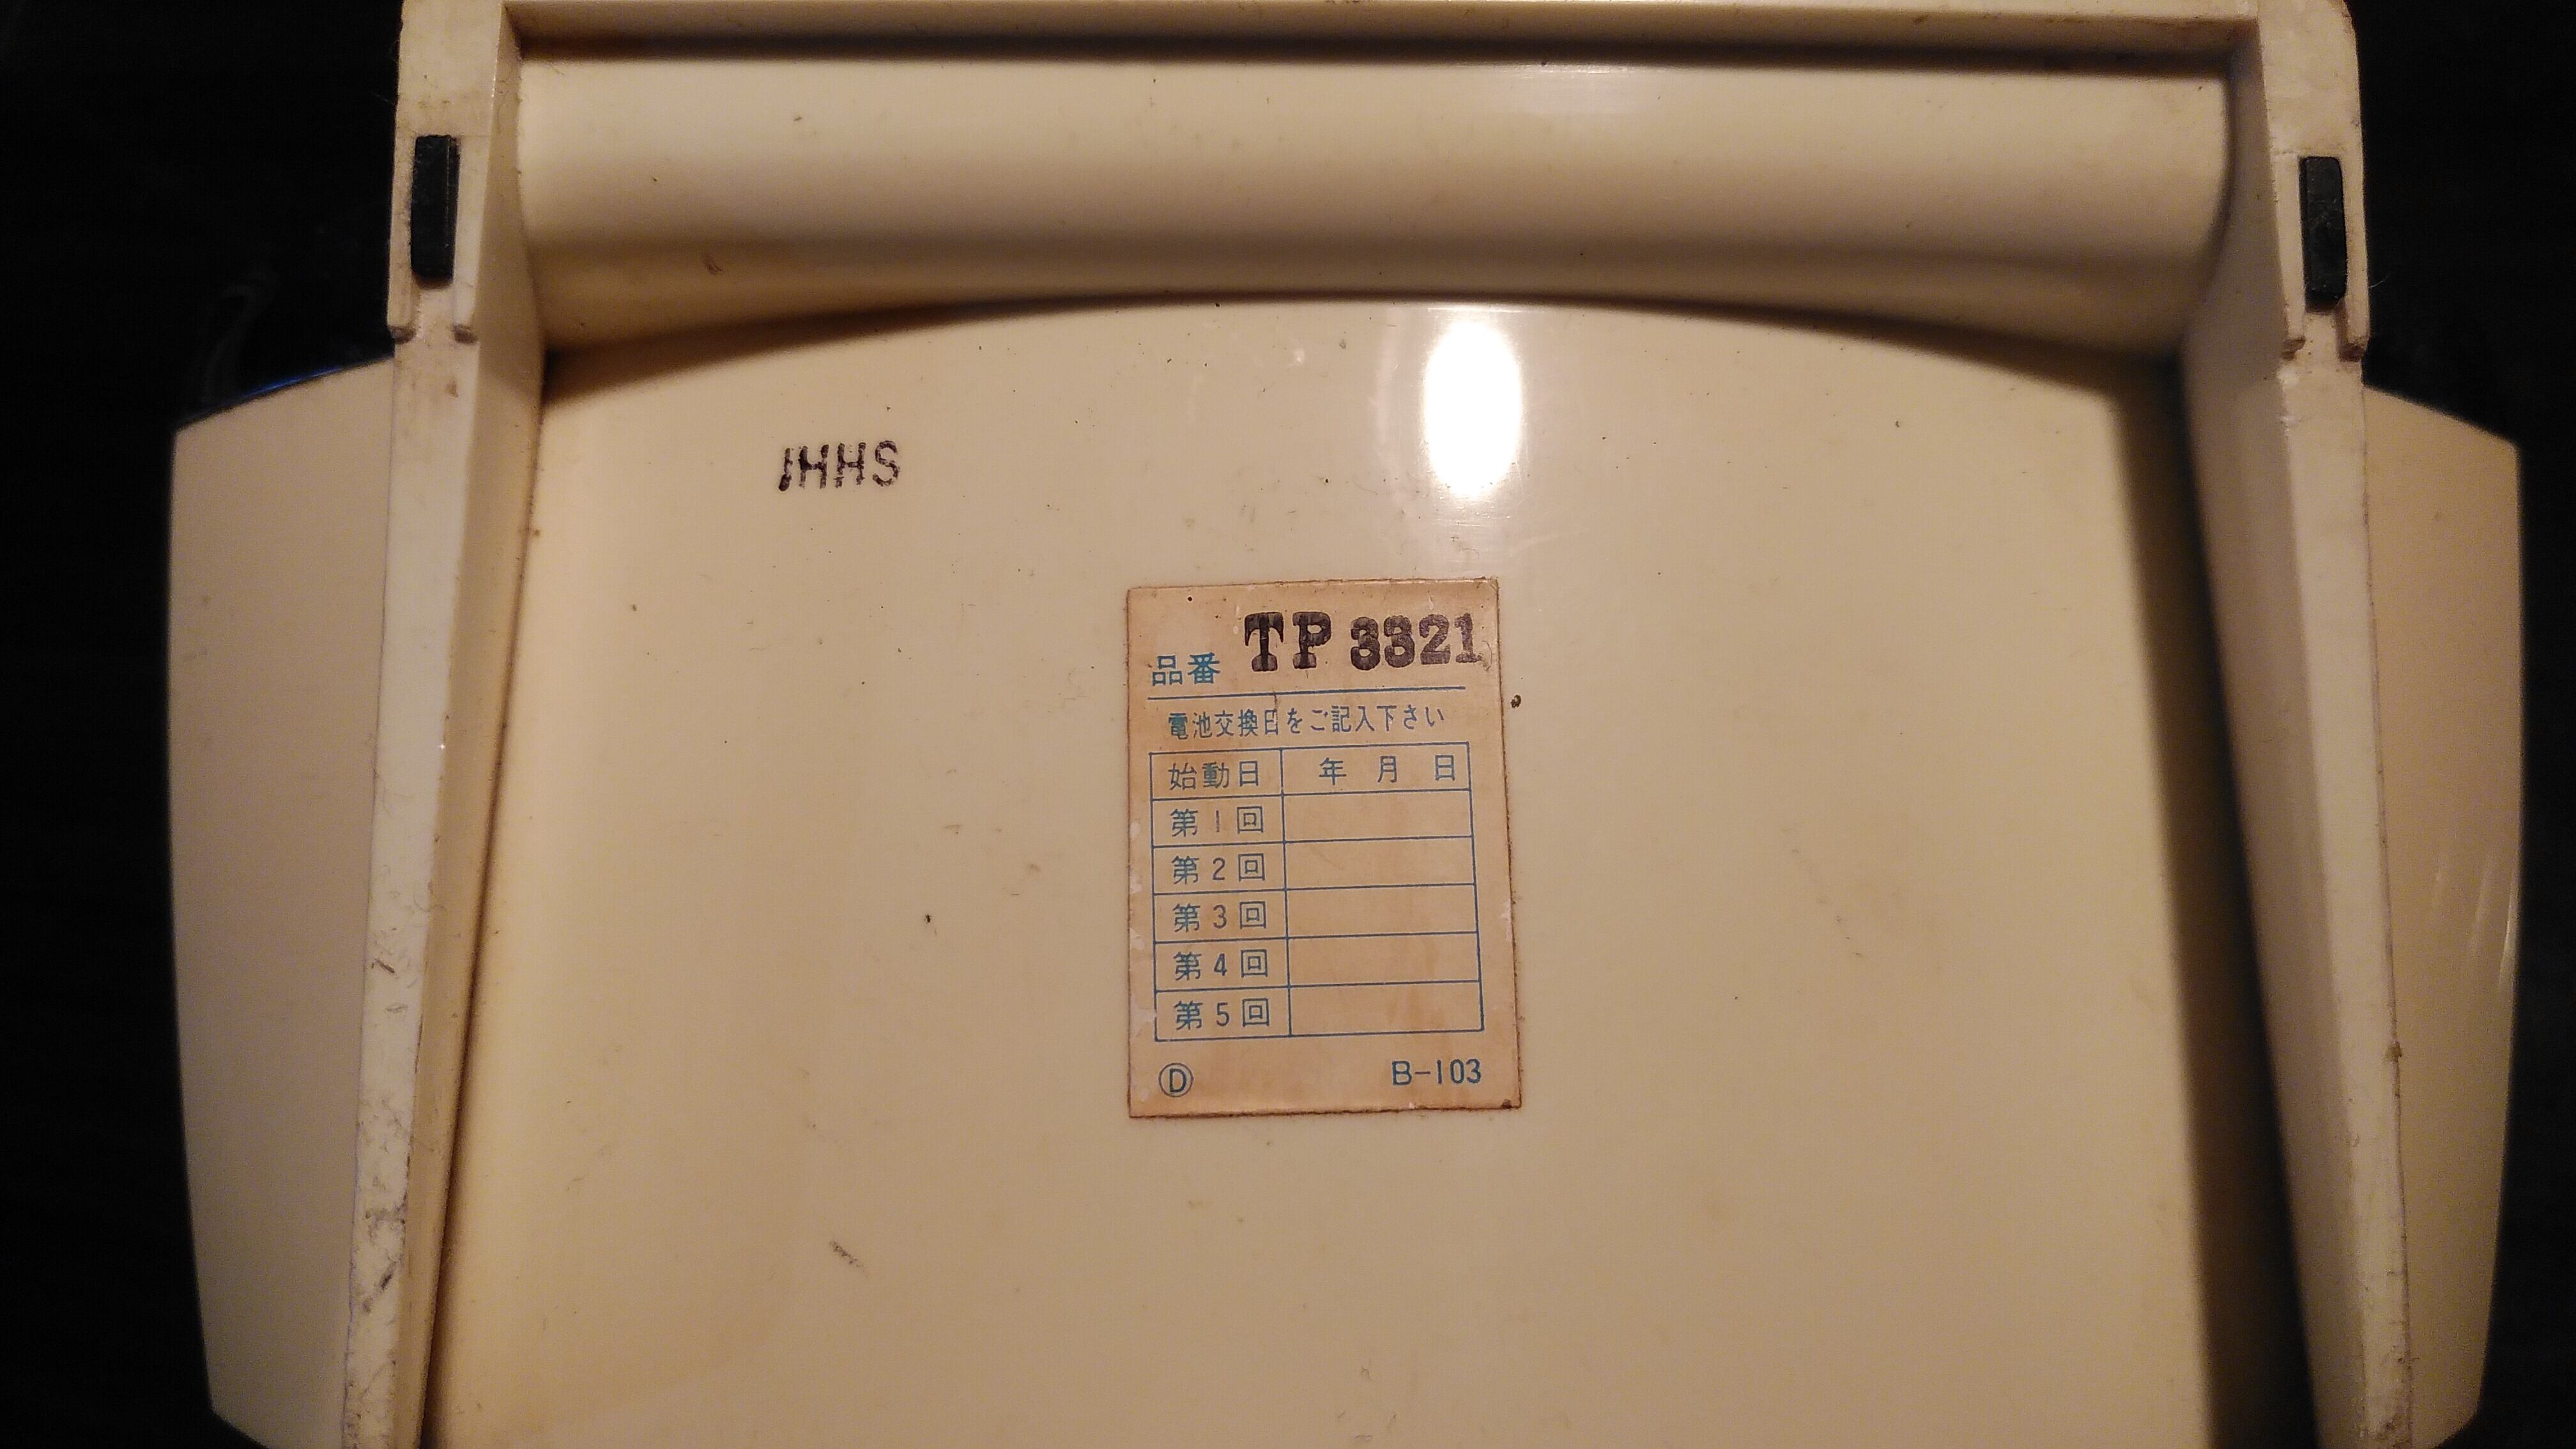 JHHS
品番 TP 3321
電池交換日をご記入下さい
始動日 年 月 日
第1回
第2回
第3回
第4回
第5回
Ⓓ B-103